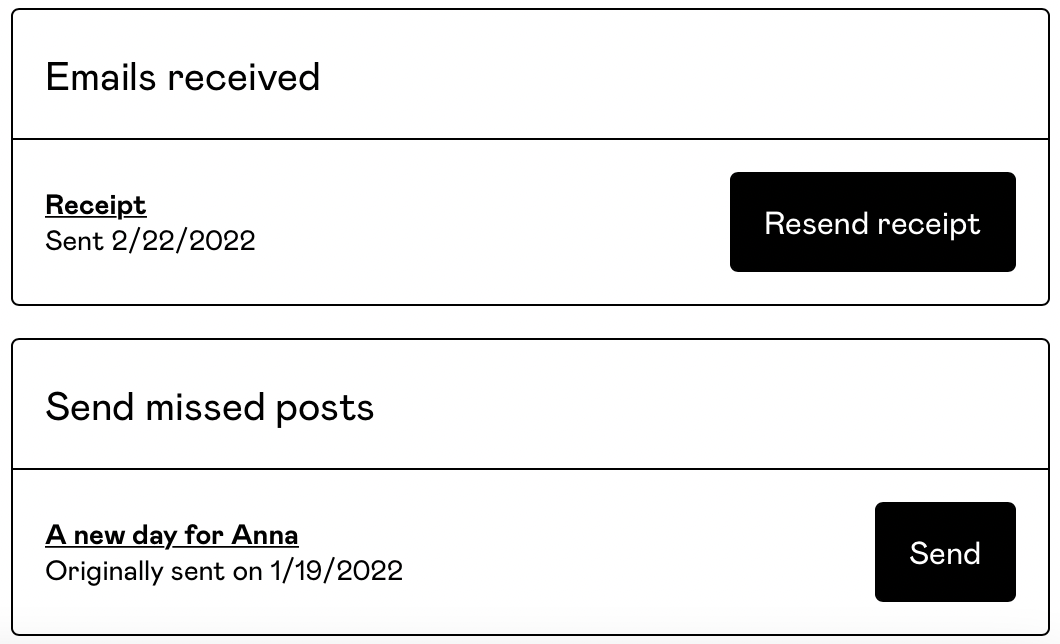 Emails received
Receipt
Sent 2/22/2022
Resend receipt
Send missed posts
A new day for Anna
Originally sent on 1/19/2022
Send